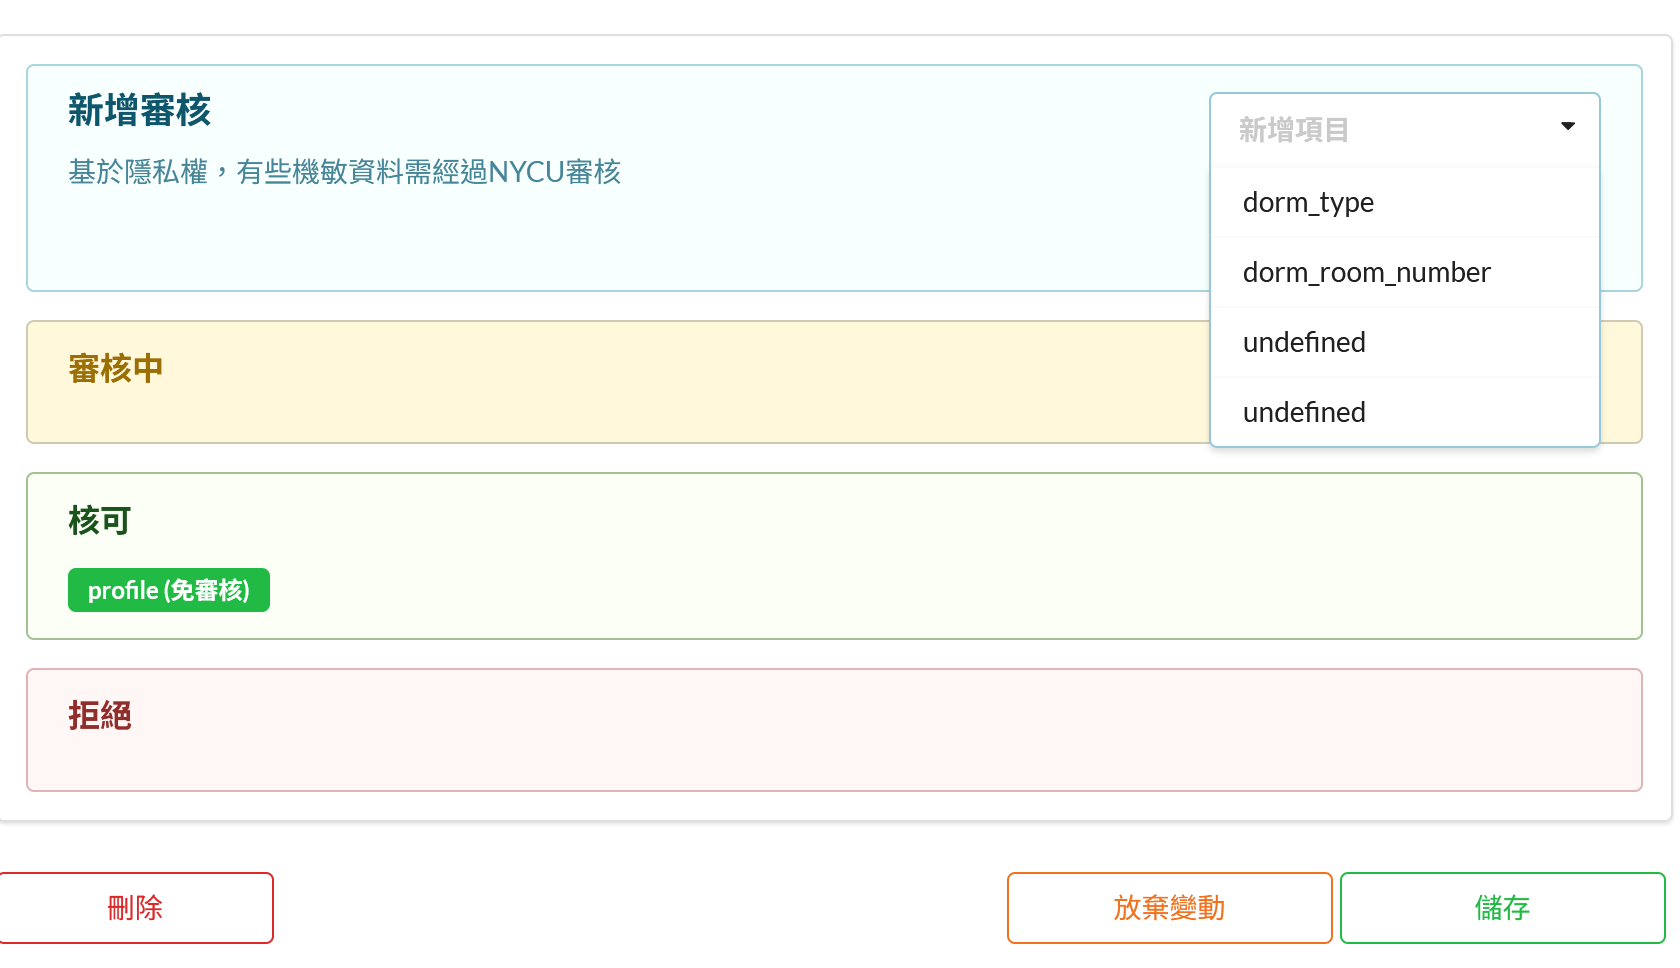 新增審核
基於隱私權，有些機敏資料需經過NYCU審核
新增項目
dorm_type
dorm_room_number
undefined
undefined
審核中
核可
profile (免審核)
拒絕
刪除
放棄變動
儲存